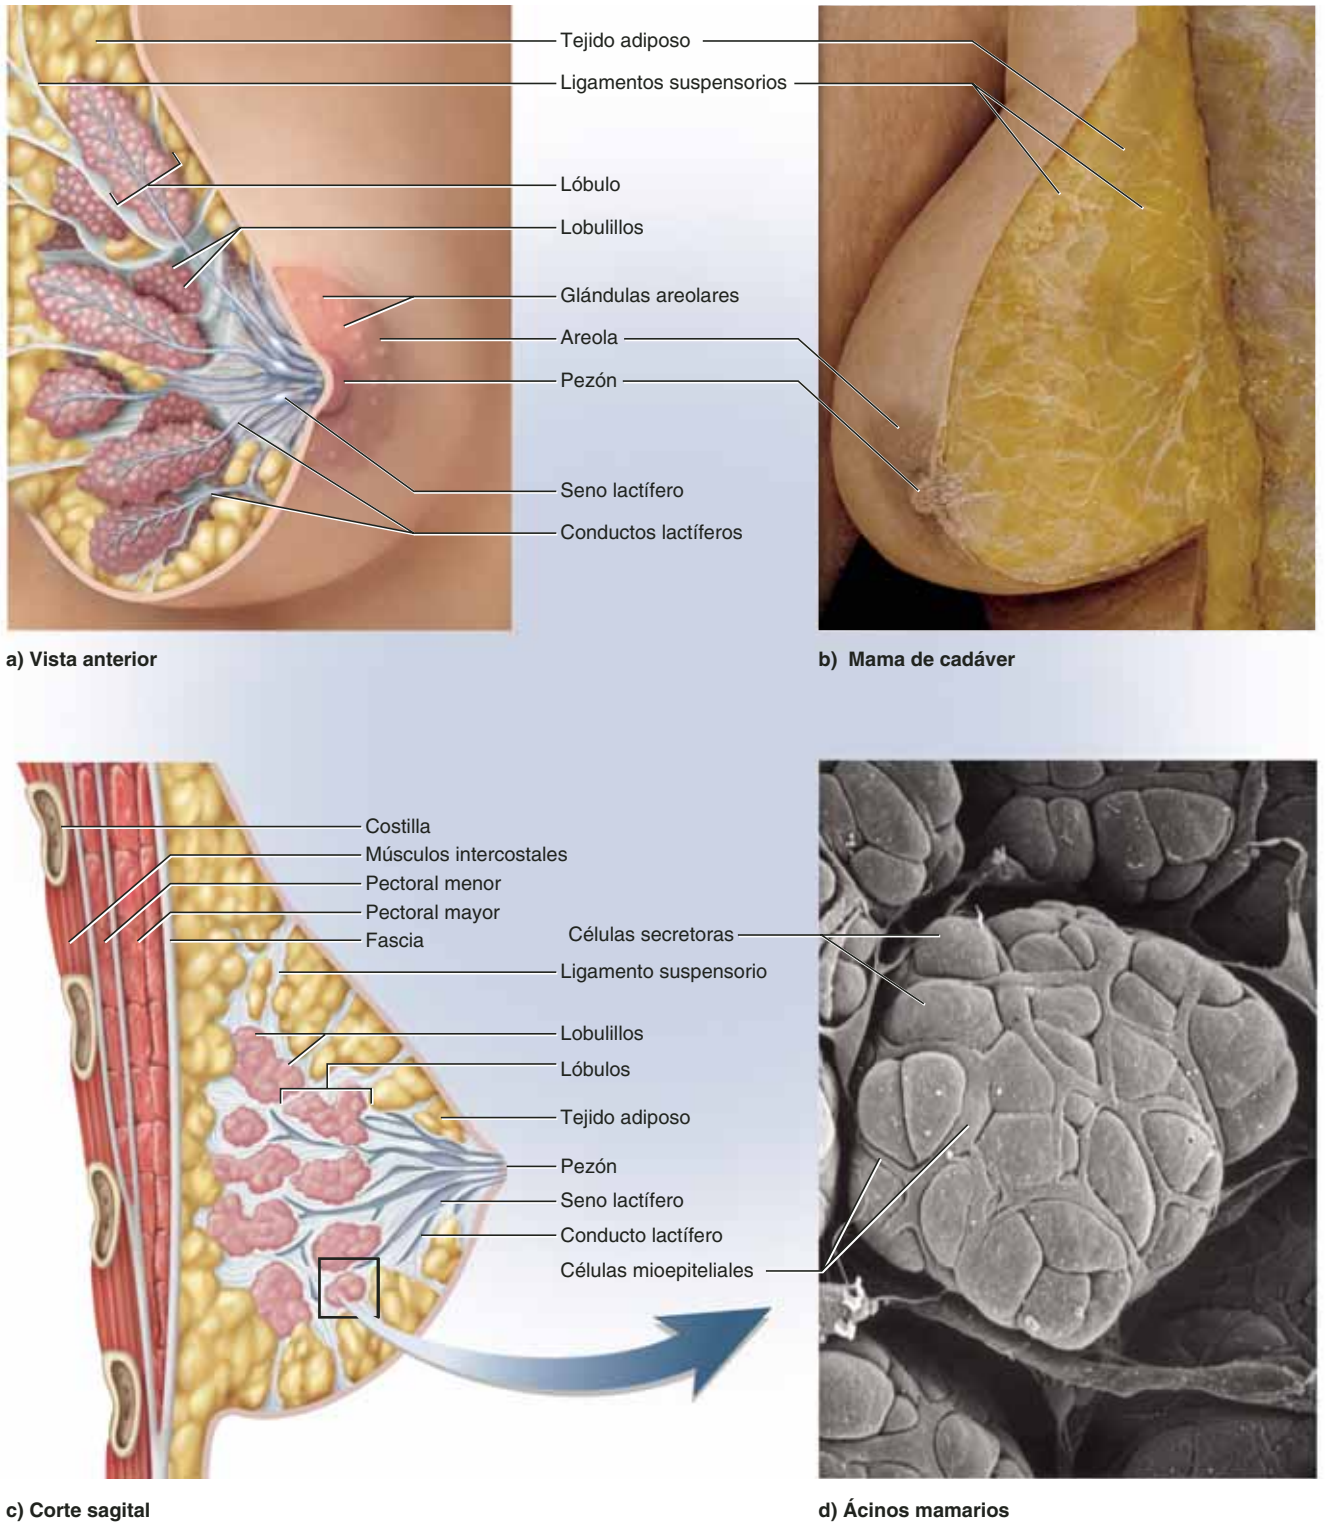 Tejido adiposo
Ligamentos suspensorios
Lóbulo
Lobulillos
Glándulas areolares
Areola
Pezón
Seno lactífero
Conductos lactíferos
a) Vista anterior
b) Mama de cadáver
Costilla
Músculos intercostales
Pectoral menor
Pectoral mayor
Fascia
Ligamento suspensorio
Lobulillos
Lóbulos
Tejido adiposo
Pezón
Seno lactífero
Conducto lactífero
Células secretoras
Células mioepiteliales
c) Corte sagital
d) Ácinos mamarios